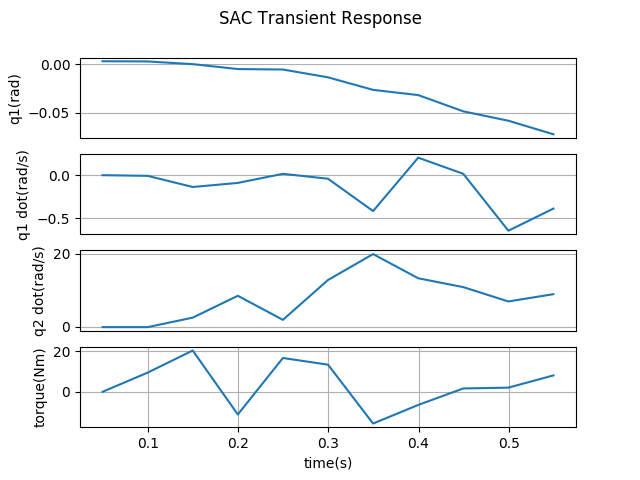 SAC Transient Response
q1(rad)
0.00
−0.05
q1 dot(rad/s)
0.0
−0.5
q2 dot(rad/s)
20
0
torque(Nm)
20
0
0.1 0.2 0.3 0.4 0.5
time(s)